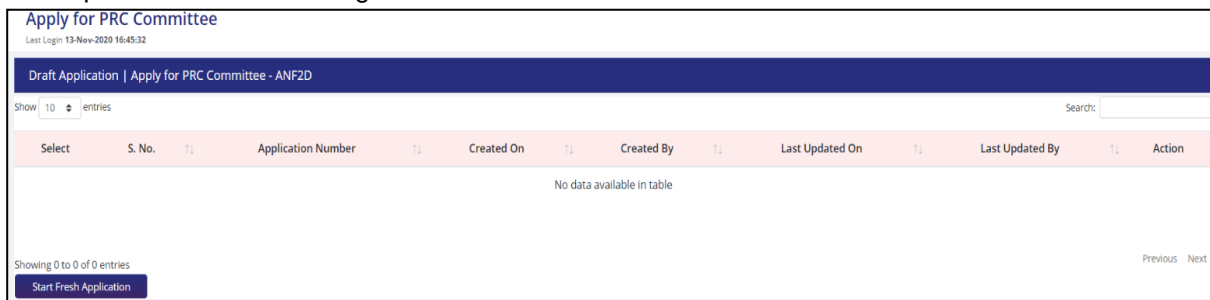 Apply for PRC Committee
Last Login 13-Nov-2020 16:45:32
Draft Application | Apply for PRC Committee - ANF2D
Show 10 entries
Search:
Select S. No. Application Number Created On Created By Last Updated On Last Updated By Action
No data available in table
Showing 0 to 0 of 0 entries
Previous Next
Start Fresh Application